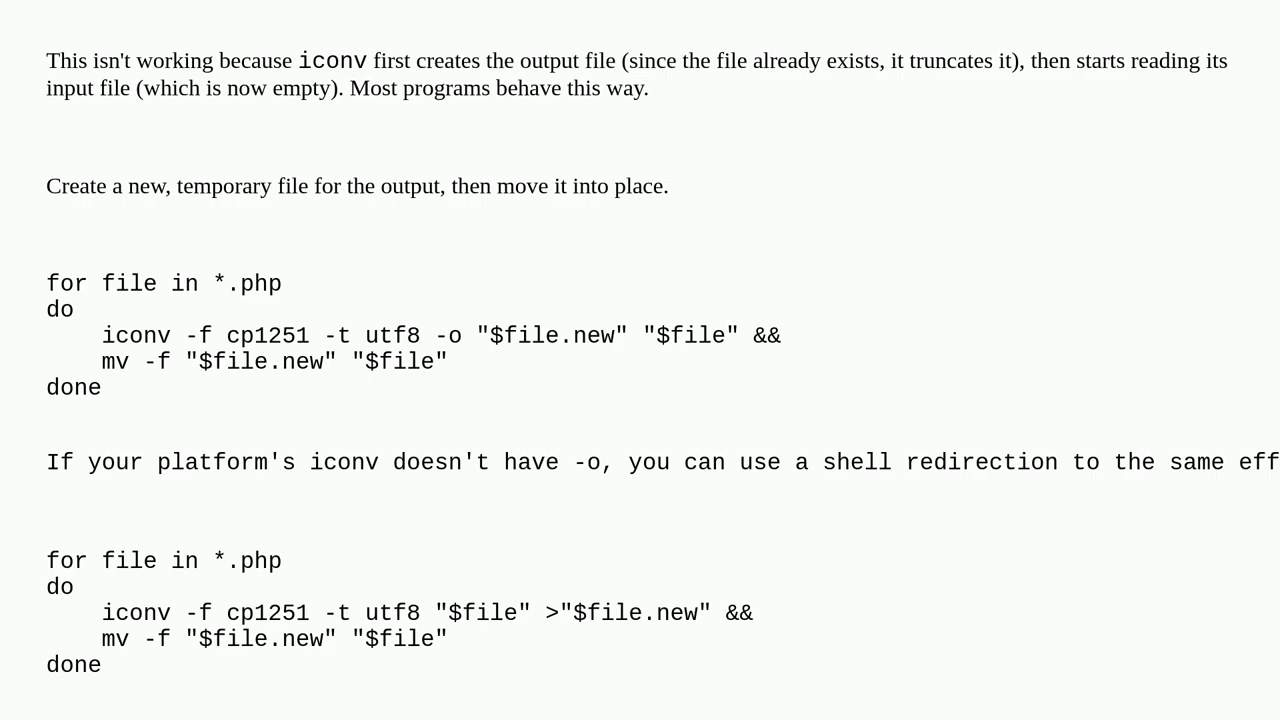 This isn't working because iconv first creates the output file (since the file already exists, it truncates it), then starts reading its
input file (which is now empty). Most programs behave this way.
Create a new, temporary file for the output, then move it into place.
for file in *.php
do
    iconv -f cp1251 -t utf8 -o "$file.new" "$file" &&
    mv -f "$file.new" "$file"
done
If your platform's iconv doesn't have -o, you can use a shell redirection to the same eff
for file in *.php
do
    iconv -f cp1251 -t utf8 "$file" >"$file.new" &&
    mv -f "$file.new" "$file"
done